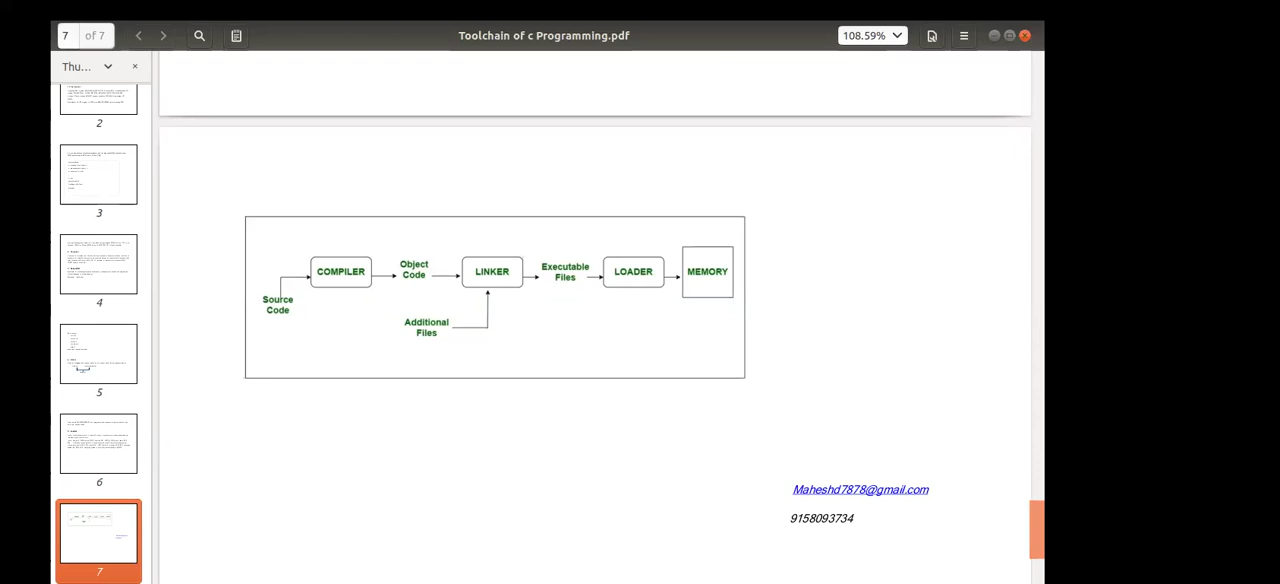 7 of 7
Toolchain of c Programming.pdf
108.59%
Thu...
2
3
4
5
6
7
COMPILER
Object
Code
LINKER
Executable
Files
LOADER
MEMORY
Source
Code
Additional
Files
Maheshd7878@gmail.com
9158093734